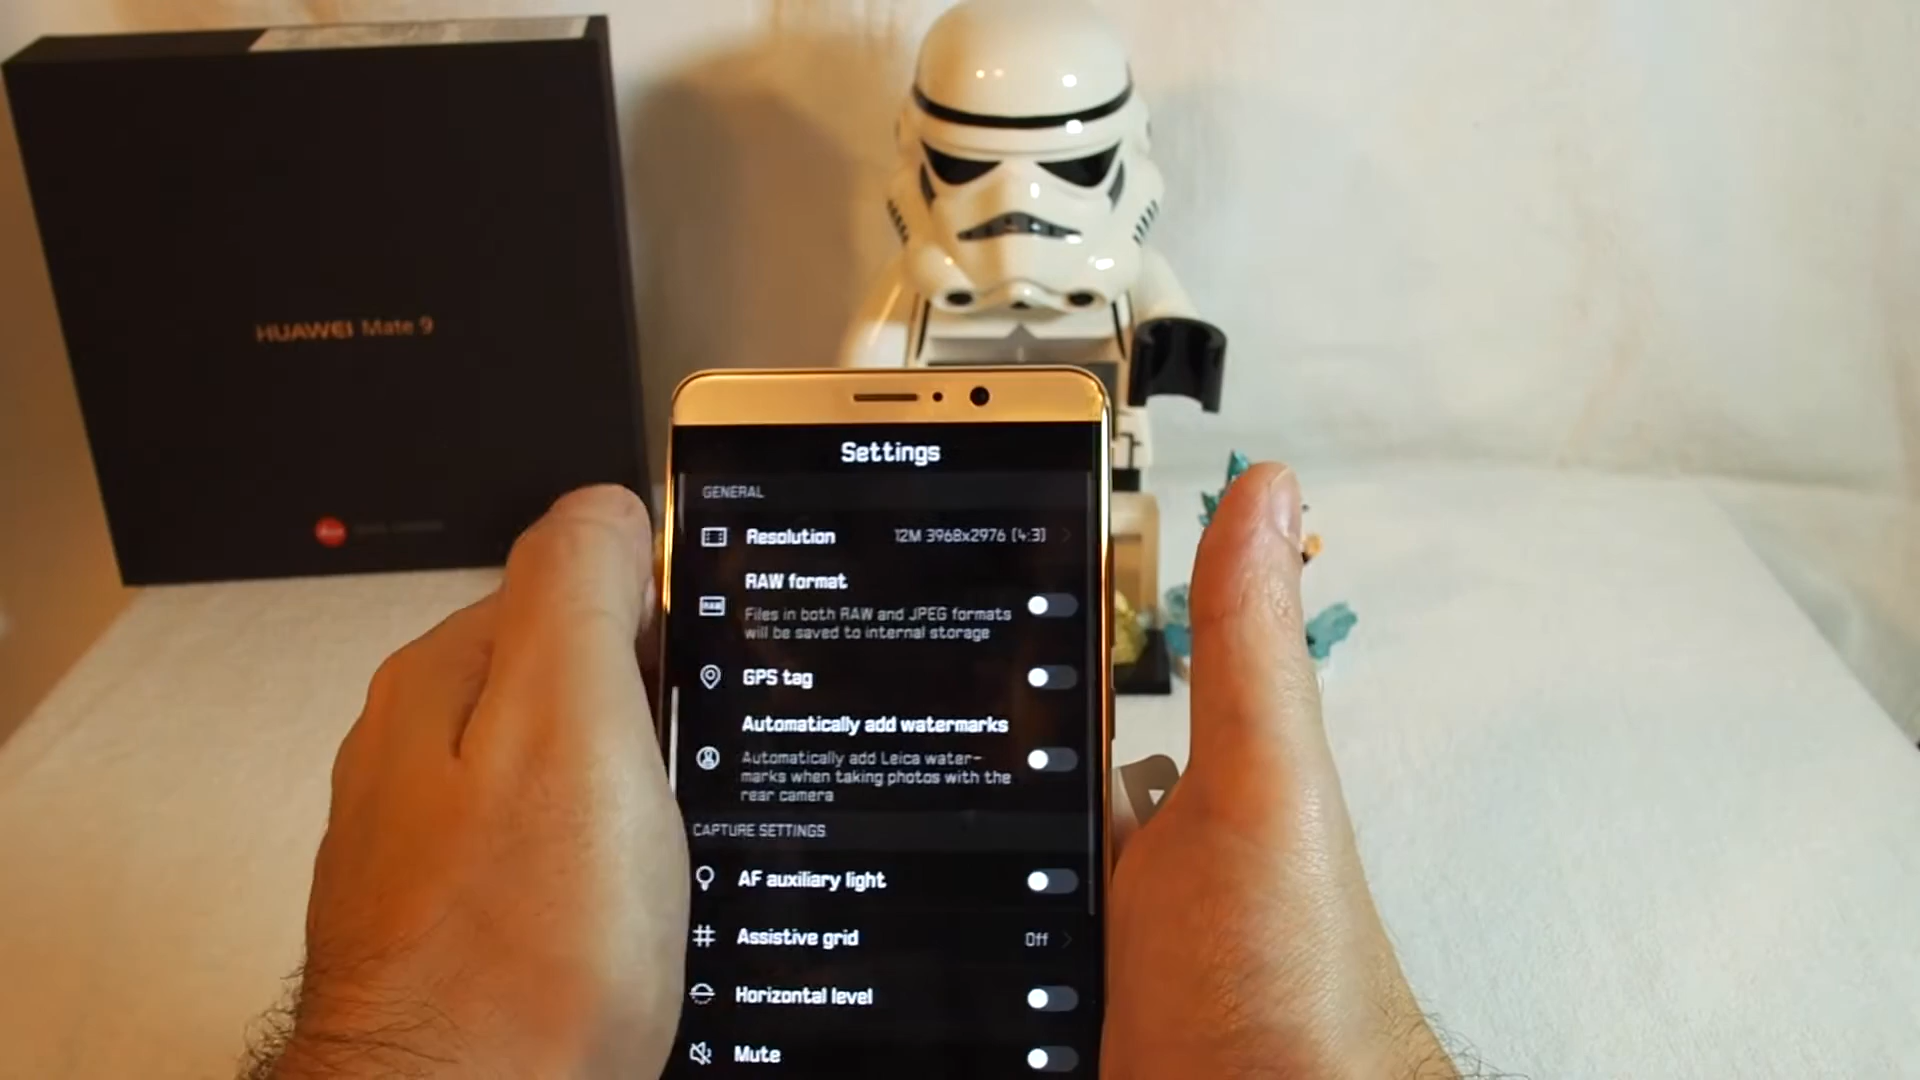 HUAWEI Mate 9
Settings
GENERAL
Resolution 12M 3968x2976 (4:3)
RAW format
Files in both RAW and JPEG formats
will be saved to internal storage
GPS tag
Automatically add watermarks
Automatically add Leica water-
marks when taking photos with the
rear camera
CAPTURE SETTINGS
AF auxiliary light
Assistive grid Off
Horizontal level
Mute